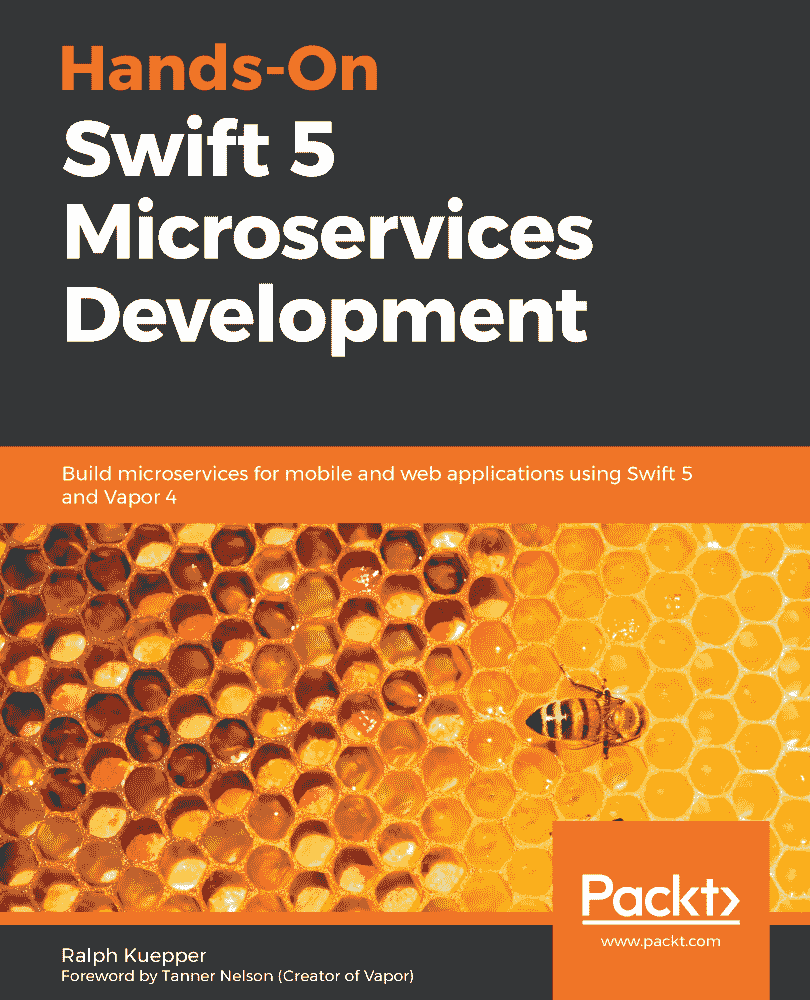 Hands-On
Swift 5
Microservices
Development
Build microservices for mobile and web applications using Swift 5
and Vapor 4
Packt>
www.packt.com
Ralph Kuepper
Foreword by Tanner Nelson (Creator of Vapor)